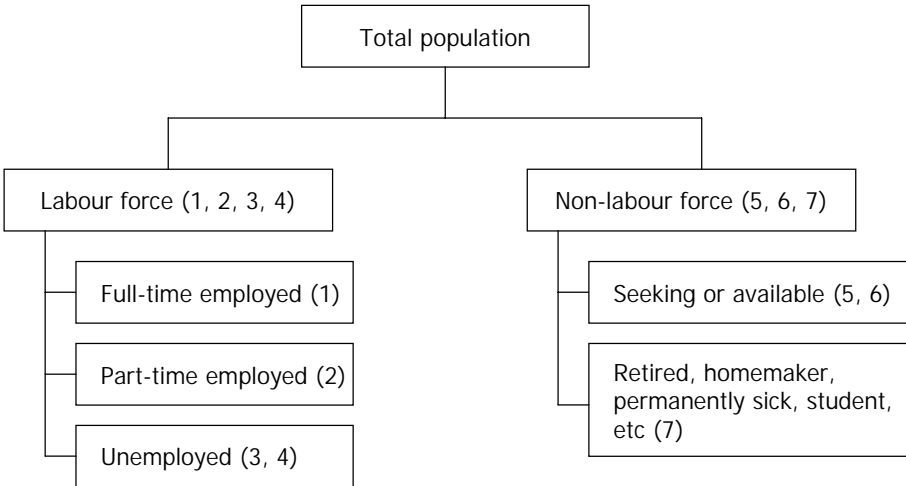 Total population
Labour force (1, 2, 3, 4)
Non-labour force (5, 6, 7)
Full-time employed (1)
Part-time employed (2)
Unemployed (3, 4)
Seeking or available (5, 6)
Retired, homemaker,
permanently sick, student,
etc (7)